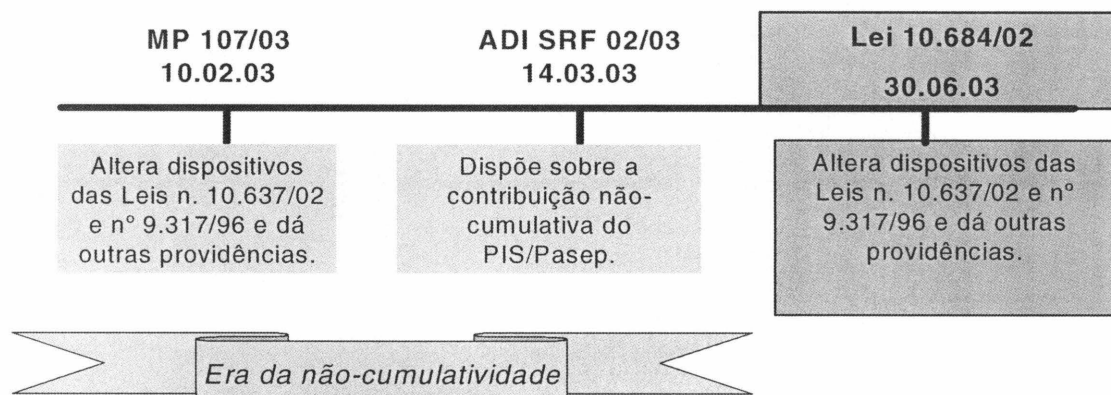 MP 107/03
10.02.03
ADI SRF 02/03
14.03.03
Lei 10.684/02
30.06.03
Altera dispositivos
das Leis n. 10.637/02
e nº 9.317/96 e dá
outras providências.
Dispõe sobre a
contribuição não-
cumulativa do
PIS/Pasep.
Altera dispositivos das
Leis n. 10.637/02 e nº
9.317/96 e dá outras
providências.
Era da não-cumulatividade